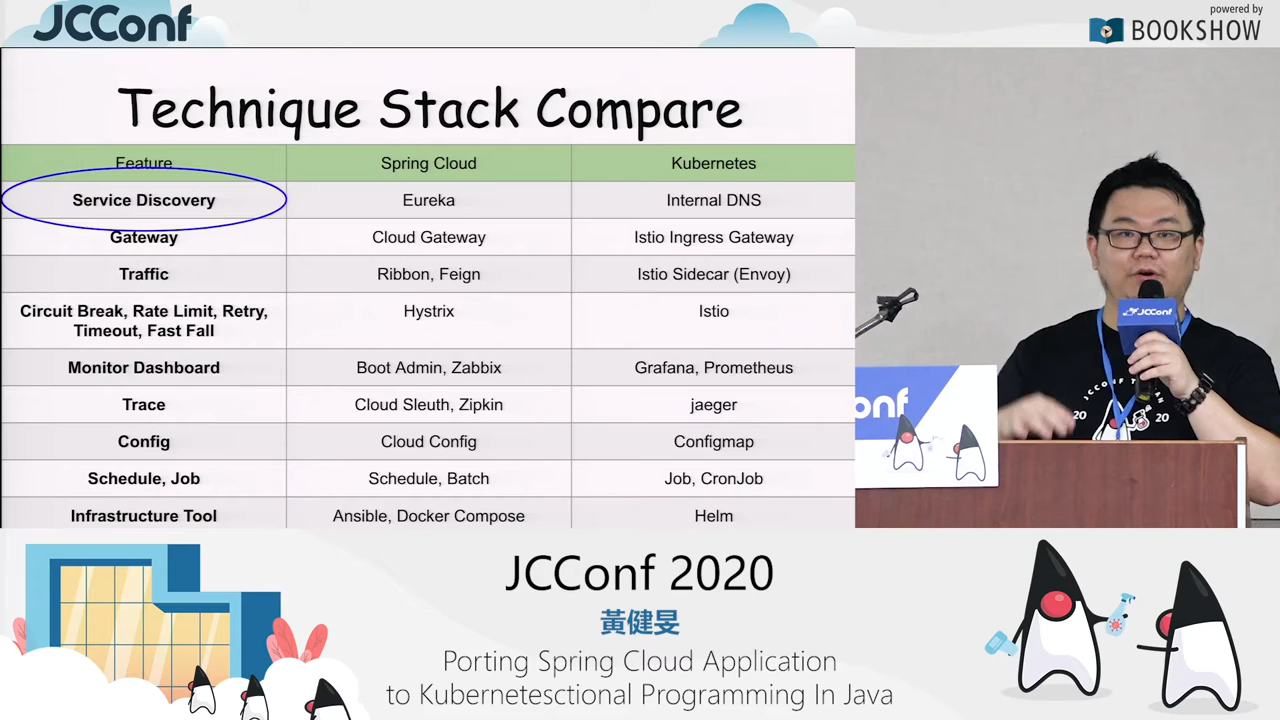 JCConf
powered by
BOOKSHOW
Technique Stack Compare
Feature Spring Cloud Kubernetes
Service Discovery Eureka Internal DNS
Gateway Cloud Gateway Istio Ingress Gateway
Traffic Ribbon, Feign Istio Sidecar (Envoy)
Circuit Break, Rate Limit, Retry, Hystrix Istio
Timeout, Fast Fall
Monitor Dashboard Boot Admin, Zabbix Grafana, Prometheus
Trace Cloud Sleuth, Zipkin jaeger
Config Cloud Config Configmap
Schedule, Job Schedule, Batch Job, CronJob
Infrastructure Tool Ansible, Docker Compose Helm
JCConf
onf
20 20
JCConf 2020
黃健旻
Porting Spring Cloud Application
to Kubernetesctional Programming In Java